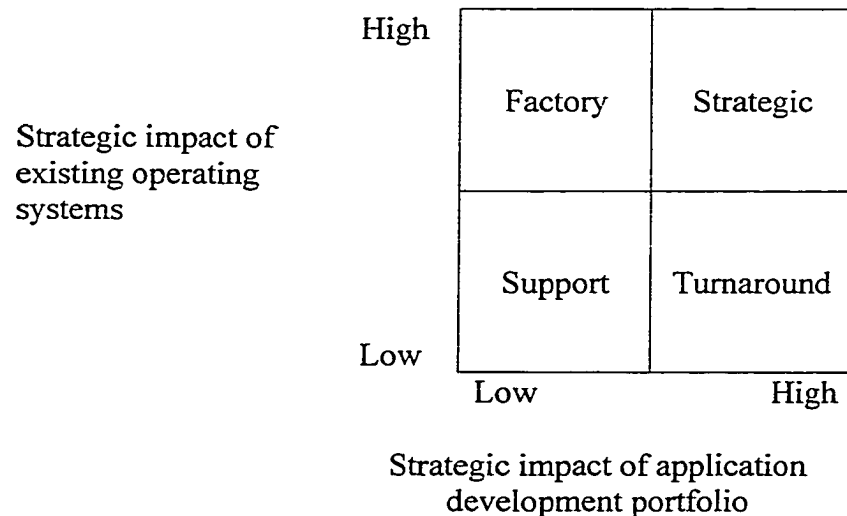 High
Factory Strategic
Strategic impact of
existing operating
systems
Support Turnaround
Low
Low High
Strategic impact of application
development portfolio